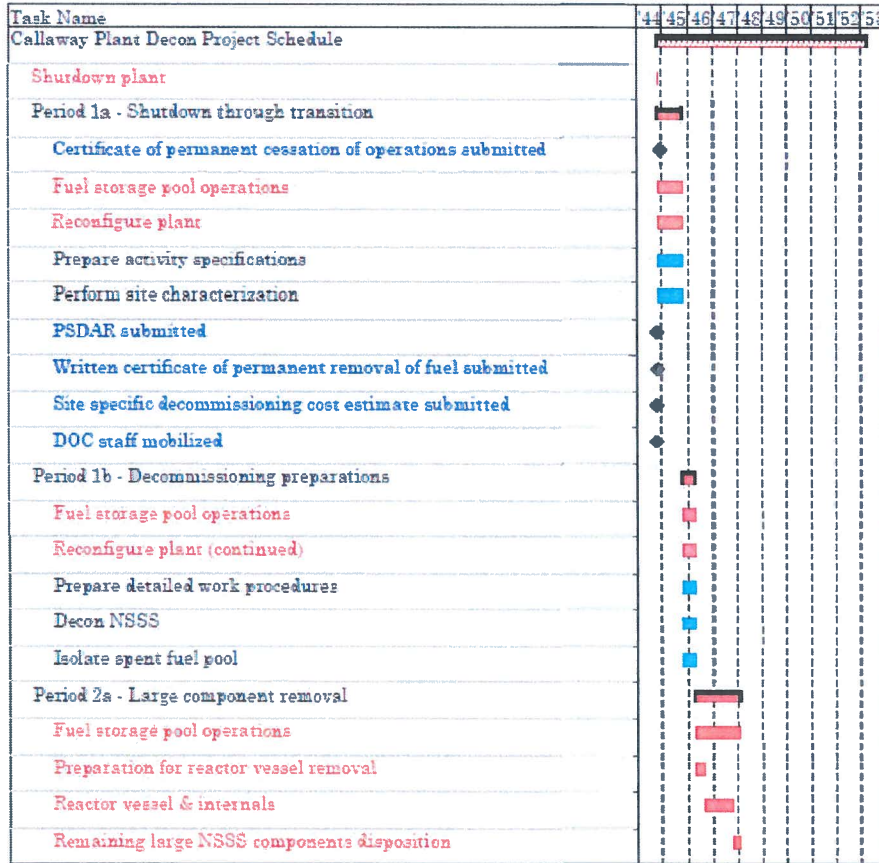 Task Name '44 '45 '46 '47 '48 '49 '50 '51 '52 '53
Callaway Plant Decon Project Schedule
Shutdown plant
Period 1a - Shutdown through transition
Certificate of permanent cessation of operations submitted
Fuel storage pool operations
Reconfigure plant
Prepare activity specifications
Perform site characterization
PSDAR submitted
Written certificate of permanent removal of fuel submitted
Site specific decommissioning cost estimate submitted
DOC staff mobilized
Period 1b - Decommissioning preparations
Fuel storage pool operations
Reconfigure plant (continued)
Prepare detailed work procedures
Decon NSSS
Isolate spent fuel pool
Period 2a - Large component removal
Fuel storage pool operations
Preparation for reactor vessel removal
Reactor vessel & internals
Remaining large NSSS components disposition